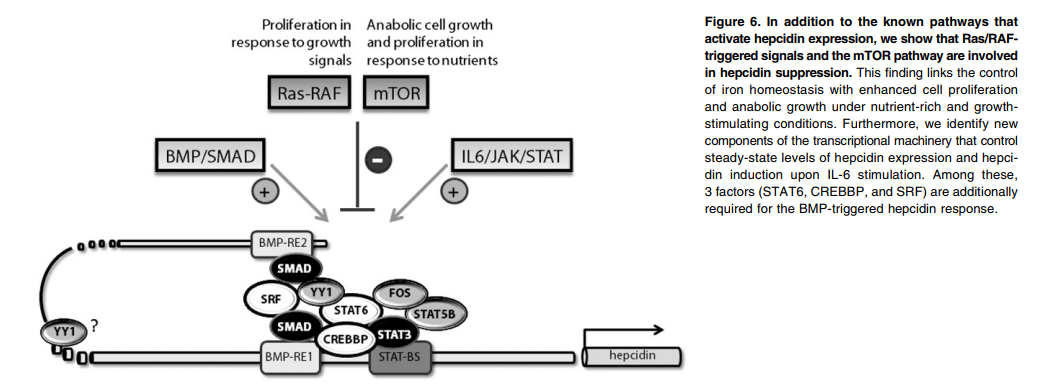 Proliferation in
response to growth
signals
Anabolic cell growth
and proliferation in
response to nutrients
Ras-RAF
mTOR
BMP/SMAD
IL6/JAK/STAT
+
-
+
BMP-RE2
SMAD
SRF
YY1
STAT6
FOS
STAT5B
YY1
?
SMAD
CREBBP
STAT3
BMP-RE1
STAT-BS
hepcidin
Figure 6. In addition to the known pathways that
activate hepcidin expression, we show that Ras/RAF-
triggered signals and the mTOR pathway are involved
in hepcidin suppression. This finding links the control
of iron homeostasis with enhanced cell proliferation
and anabolic growth under nutrient-rich and growth-
stimulating conditions. Furthermore, we identify new
components of the transcriptional machinery that control
steady-state levels of hepcidin expression and hepci-
din induction upon IL-6 stimulation. Among these,
3 factors (STAT6, CREBBP, and SRF) are additionally
required for the BMP-triggered hepcidin response.